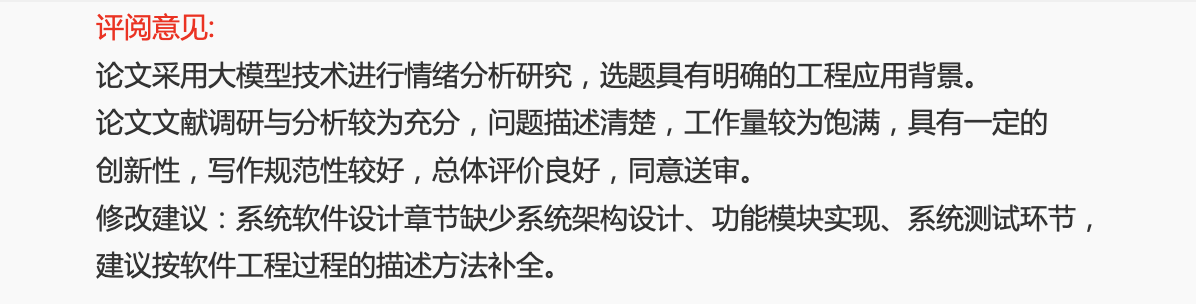 评阅意见:
论文采用大模型技术进行情绪分析研究，选题具有明确的工程应用背景。
论文文献调研与分析较为充分，问题描述清楚，工作量较为饱满，具有一定的
创新性，写作规范性较好，总体评价良好，同意送审。
修改建议：系统软件设计章节缺少系统架构设计、功能模块实现、系统测试环节，
建议按软件工程过程的描述方法补全。